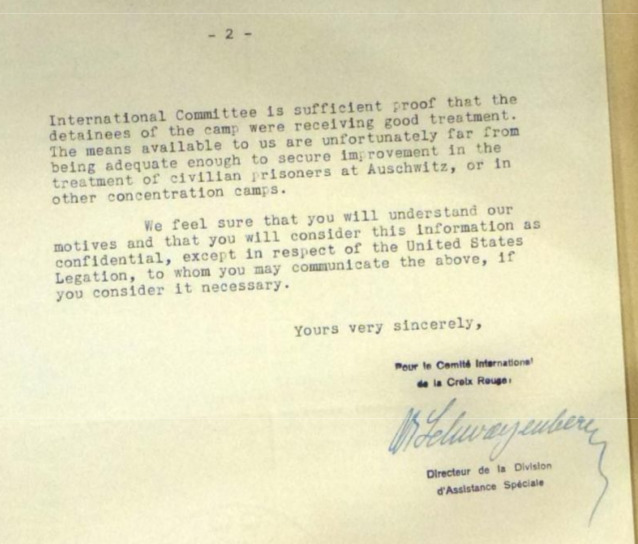 - 2 -
International Committee is sufficient proof that the
detainees of the camp were receiving good treatment.
The means available to us are unfortunately far from
being adequate enough to secure improvement in the
treatment of civilian prisoners at Auschwitz, or in
other concentration camps.
We feel sure that you will understand our
motives and that you will consider this information as
confidential, except in respect of the United States
Legation, to whom you may communicate the above, if
you consider it necessary.
Yours very sincerely,
Pour le Comité International
de la Croix Rouge:
Directeur de la Division
d'Assistance Spéciale